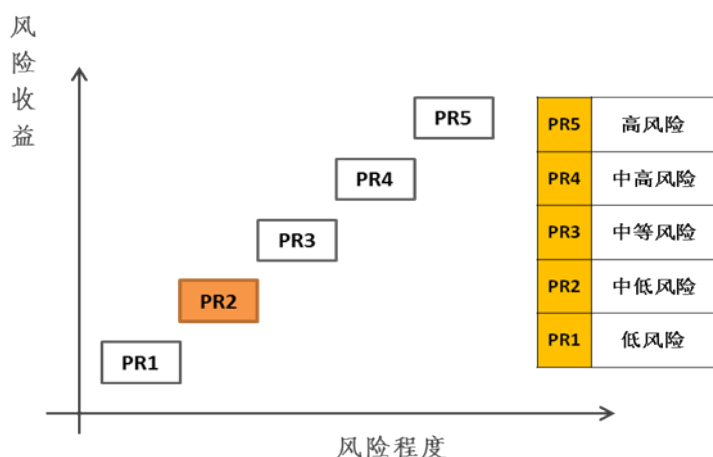 风险收益
PR5
PR4
PR3
PR2
PR1
风险程度
PR5 高风险
PR4 中高风险
PR3 中等风险
PR2 中低风险
PR1 低风险